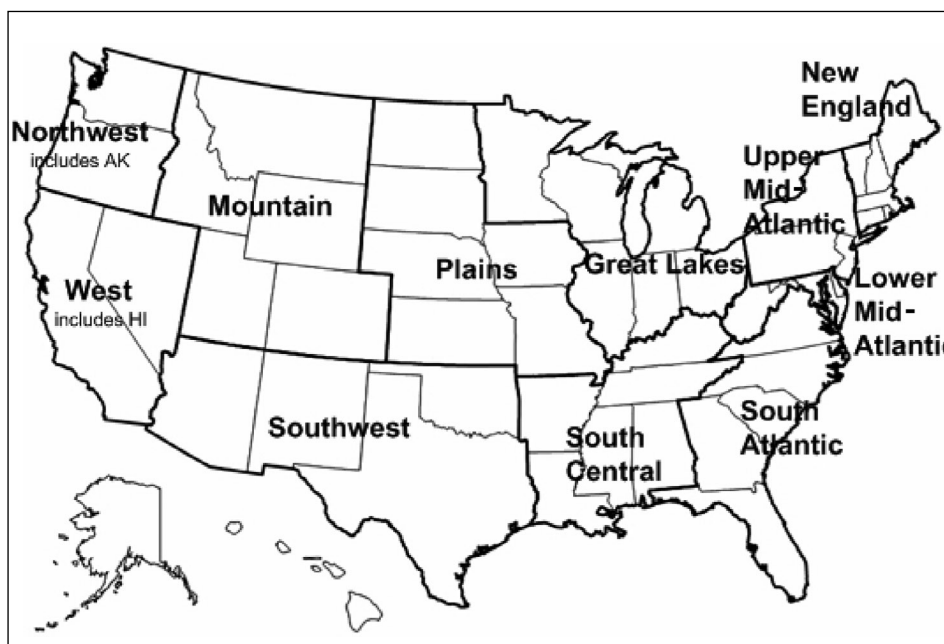 New
England
Northwest
includes AK
Upper
Mid-
Atlantic
Mountain
Plains
Great Lakes
West
includes HI
Lower
Mid-
Atlantic
Southwest
South
Central
South
Atlantic